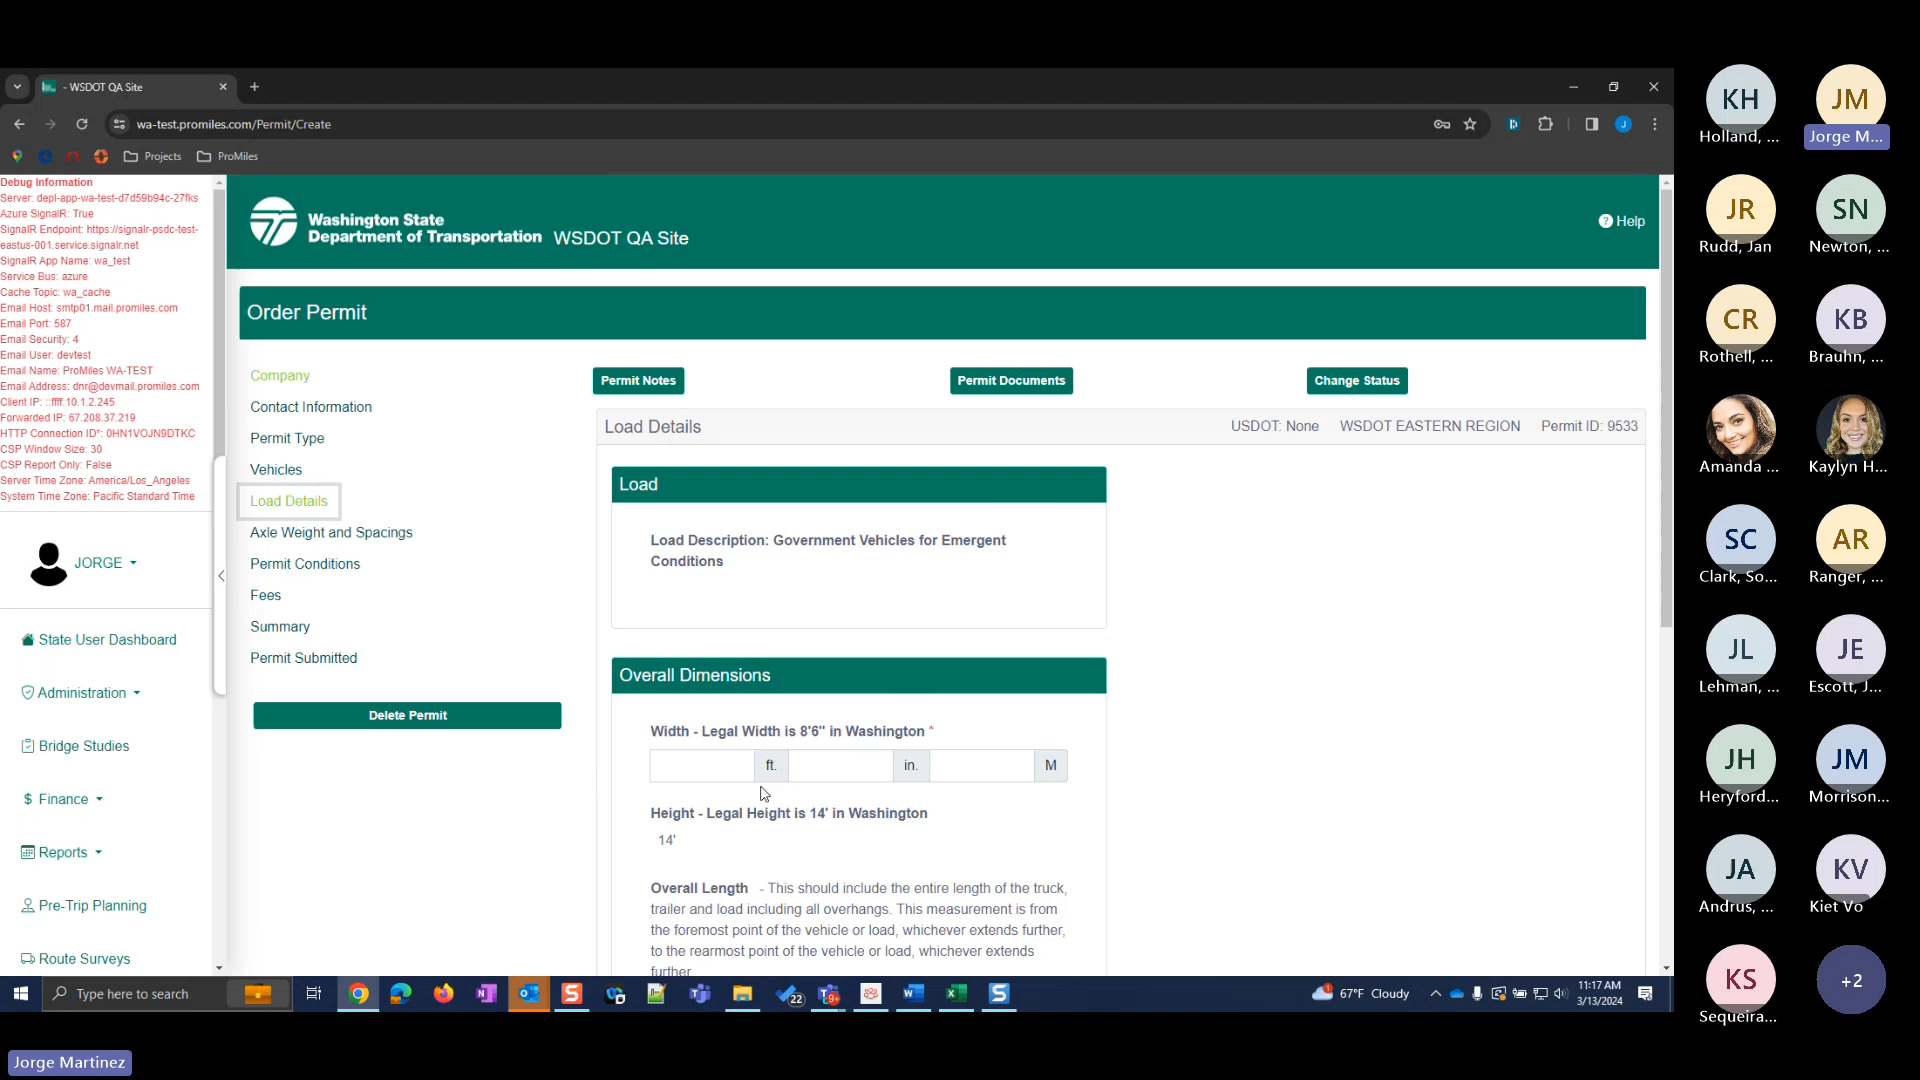 - WSDOT QA Site
wa-test.promiles.com/Permit/Create
Projects
ProMiles
Debug Information
Server: depl-app-wa-test-d7d59b94c-27fks
Azure SignalR: True
SignalR Endpoint: https://signalr-psdc-test-
eastus-001.service.signalr.net
SignalR App Name: wa_test
Service Bus: azure
Cache Topic: wa_cache
Email Host: smtp01.mail.promiles.com
Email Port: 587
Email Security: 4
Email User: devtest
Email Name: ProMiles WA-TEST
Email Address: dnr@devmail.promiles.com
Client IP: ::ffff:10.1.2.245
Forwarded IP: 67.208.37.219
HTTP Connection ID*: 0HN1VOJN9DTKC
CSP Window Size: 30
CSP Report Only: False
Server Time Zone: America/Los_Angeles
System Time Zone: Pacific Standard Time
JORGE
State User Dashboard
Administration
Bridge Studies
$ Finance
Reports
Pre-Trip Planning
Route Surveys
Washington State
Department of Transportation
WSDOT QA Site
Help
Order Permit
Company
Contact Information
Permit Type
Vehicles
Load Details
Axle Weight and Spacings
Permit Conditions
Fees
Summary
Permit Submitted
Delete Permit
Permit Notes
Permit Documents
Change Status
Load Details
USDOT: None
WSDOT EASTERN REGION
Permit ID: 9533
Load
Load Description: Government Vehicles for Emergent
Conditions
Overall Dimensions
Width - Legal Width is 8'6" in Washington *
ft.
in.
M
Height - Legal Height is 14' in Washington
14'
Overall Length - This should include the entire length of the truck,
trailer and load including all overhangs. This measurement is from
the foremost point of the vehicle or load, whichever extends further,
to the rearmost point of the vehicle or load, whichever extends
further
Type here to search
22
9+
67°F Cloudy
11:17 AM
3/13/2024
Jorge Martinez
KH
Holland, ...
JM
Jorge M...
JR
Rudd, Jan
SN
Newton, ...
CR
Rothell, ...
KB
Brauhn, ...
Amanda ...
Kaylyn H...
SC
Clark, So...
AR
Ranger, ...
JL
Lehman, ...
JE
Escott, J...
JH
Heryford...
JM
Morrison...
JA
Andrus, ...
KV
Kiet Vo
KS
Sequeira...
+2